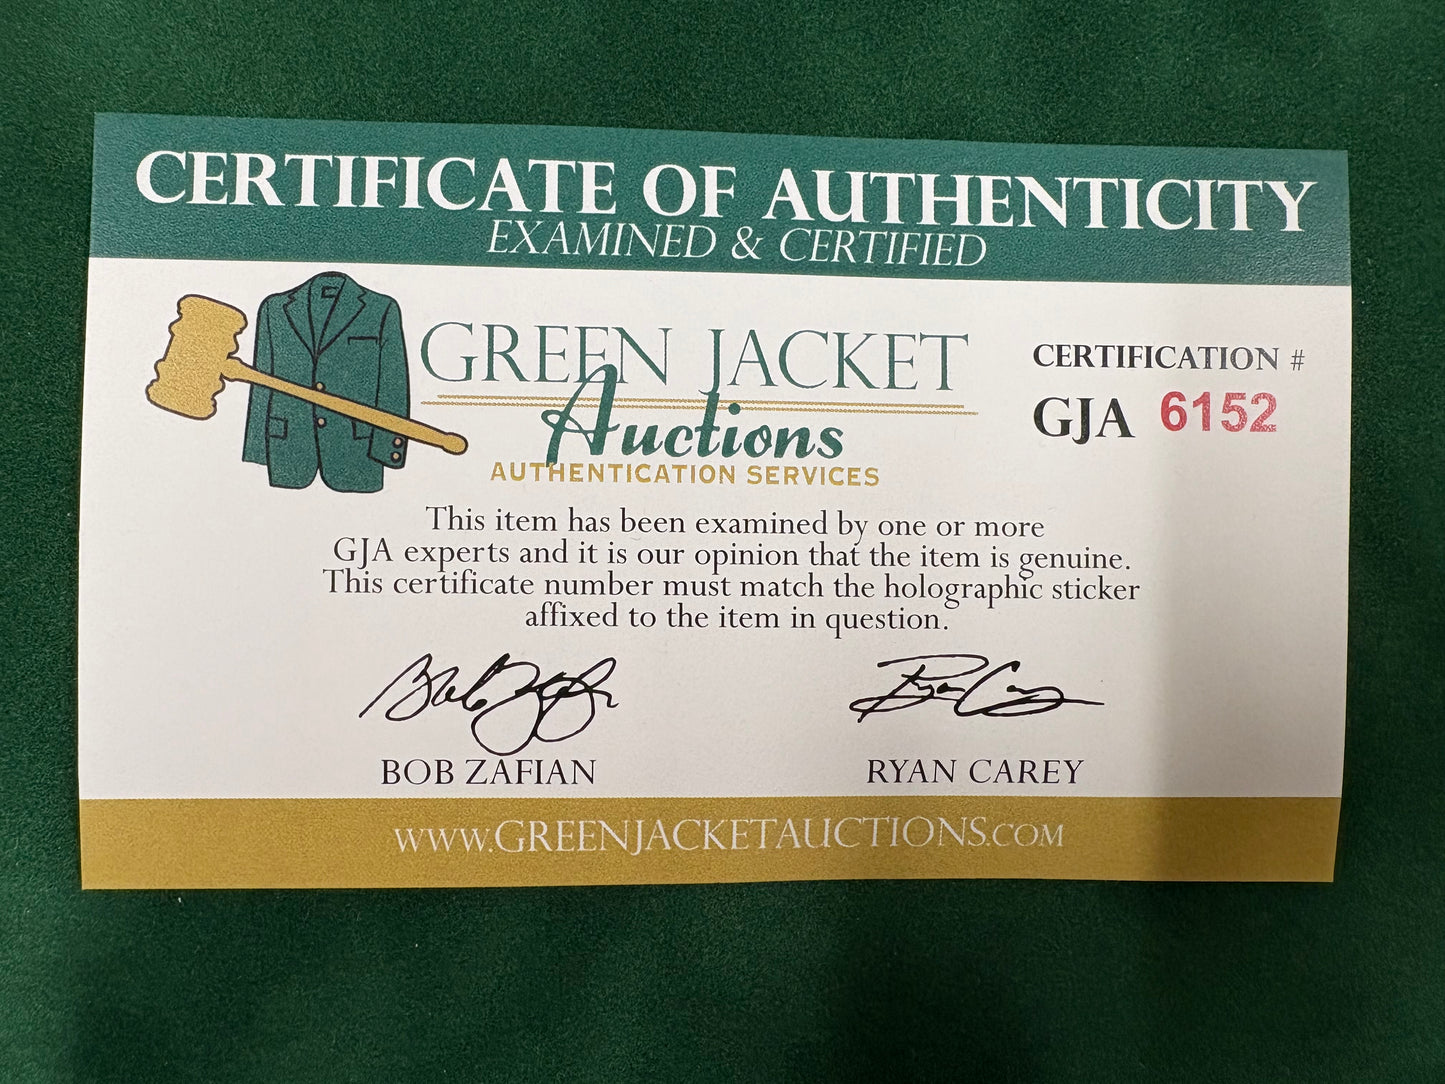 CERTIFICATE OF AUTHENTICITY
EXAMINED & CERTIFIED
GREEN JACKET
Auctions
AUTHENTICATION SERVICES
CERTIFICATION #
GJA 6152
This item has been examined by one or more
GJA experts and it is our opinion that the item is genuine.
This certificate number must match the holographic sticker
affixed to the item in question.
BOB ZAFIAN
RYAN CAREY
WWW.GREENJACKETAUCTIONS.COM